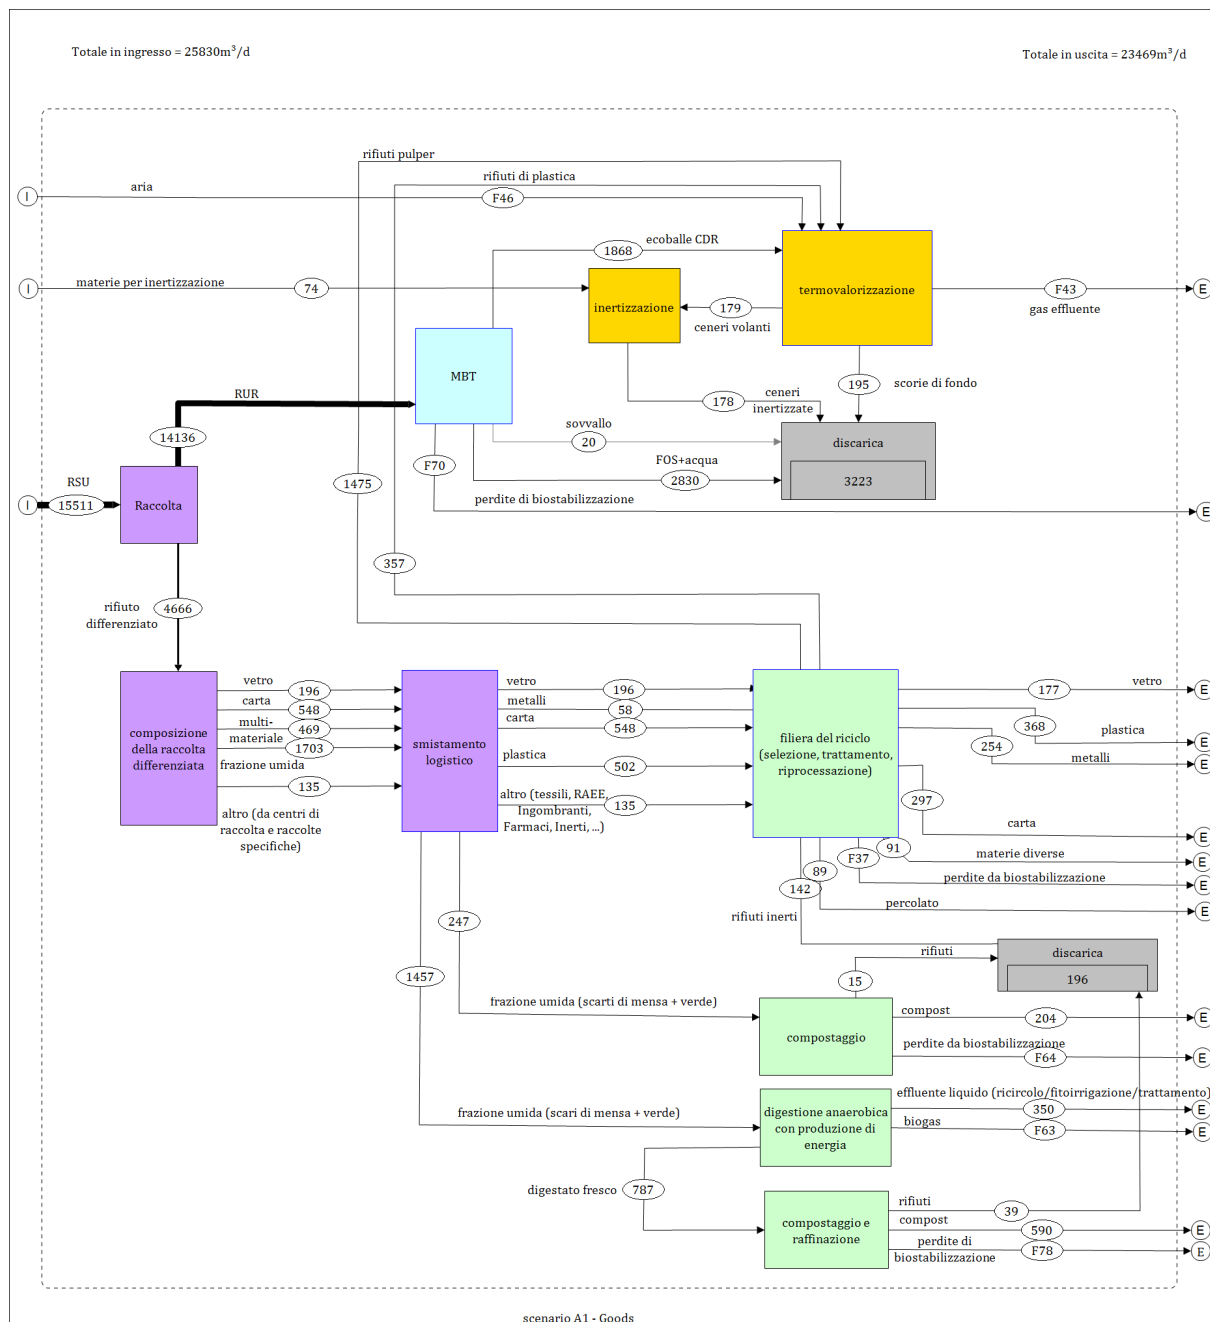 Totale in ingresso = 25830m³/d
Totale in uscita = 23469m³/d
rifiuti pulper
rifiuti di plastica
aria
I
F46
ecoballe CDR
1868
materie per inertizzazione
I
74
inertizzazione
termovalorizzazione
179
ceneri volanti
F43
gas effluente
E
MBT
RUR
14136
178
ceneri
inertizzate
195
scorie di fondo
sovvallo
20
discarica
3223
F70
FOS+acqua
2830
perdite di biostabilizzazione
E
1475
RSU
I
15511
Raccolta
357
rifiuto
differenziato
4666
composizione
della raccolta
differenziata
vetro
196
carta
548
multi-
materiale
469
1703
frazione umida
135
altro (da centri di
raccolta e raccolte
specifiche)
smistamento
logistico
vetro
196
metalli
58
carta
548
plastica
502
altro (tessili, RAEE,
Ingombranti,
Farmaci, Inerti, ...)
135
filiera del riciclo
(selezione, trattamento,
riprocessazione)
177
vetro
E
368
plastica
E
254
metalli
E
297
carta
E
91
materie diverse
E
F37
perdite da biostabilizzazione
E
89
percolato
E
142
rifiuti inerti
247
1457
discarica
196
rifiuti
15
frazione umida (scarti di mensa + verde)
compostaggio
compost
204
E
perdite da biostabilizzazione
F64
E
effluente liquido (ricircolo/fitoirrigazione/trattamento)
350
E
frazione umida (scari di mensa + verde)
digestione anaerobica
con produzione di
energia
biogas
F63
E
digestato fresco
787
compostaggio e
raffinazione
rifiuti
39
compost
590
E
perdite di
biostabilizzazione
F78
E
scenario A1 - Goods